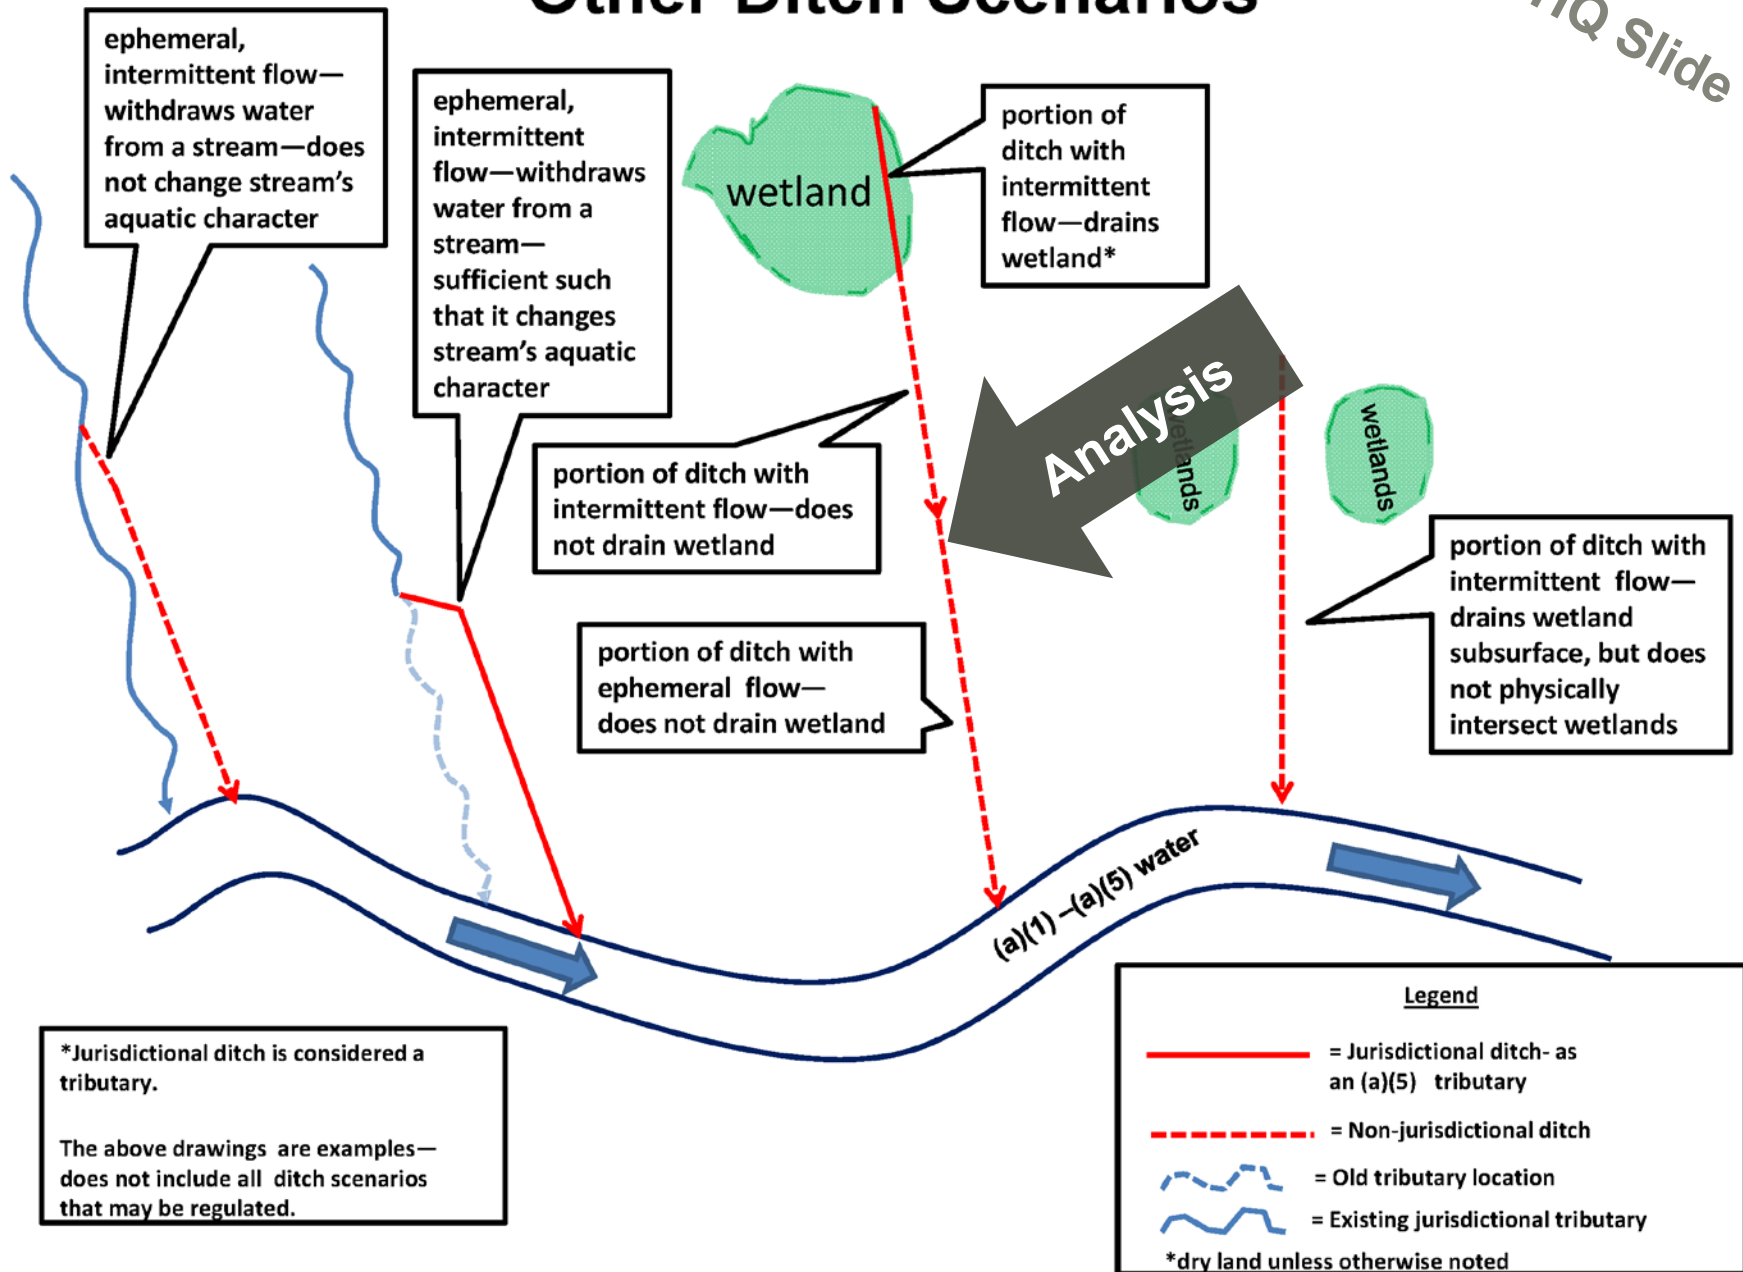 Other Ditch Scenarios
HQ Slide
ephemeral,
intermittent flow—
withdraws water
from a stream—does
not change stream's
aquatic character
ephemeral,
intermittent
flow—withdraws
water from a
stream—
sufficient such
that it changes
stream's aquatic
character
wetland
portion of
ditch with
intermittent
flow—drains
wetland*
Analysis
wetlands
wetlands
portion of ditch with
intermittent flow—does
not drain wetland
portion of ditch with
intermittent flow—
drains wetland
subsurface, but does
not physically
intersect wetlands
portion of ditch with
ephemeral flow—
does not drain wetland
(a)(1) –(a)(5) water
*Jurisdictional ditch is considered a
tributary.
The above drawings are examples—
does not include all ditch scenarios
that may be regulated.
Legend
= Jurisdictional ditch- as
an (a)(5) tributary
= Non-jurisdictional ditch
= Old tributary location
= Existing jurisdictional tributary
*dry land unless otherwise noted